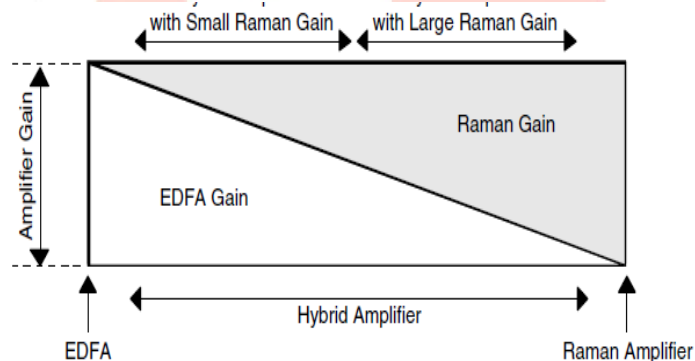 with Small Raman Gain
with Large Raman Gain
Amplifier Gain
Raman Gain
EDFA Gain
Hybrid Amplifier
EDFA
Raman Amplifier